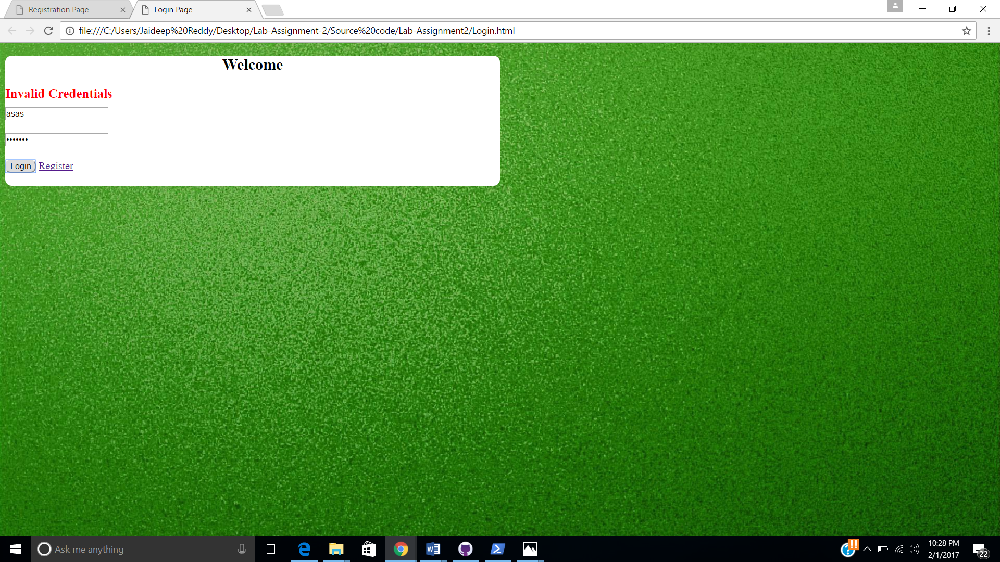 Registration Page
Login Page
file:///C:/Users/Jaideep%20Reddy/Desktop/Lab-Assignment-2/Source%20code/Lab-Assignment2/Login.html
Welcome
Invalid Credentials
asas
•••••••
Login Register
Ask me anything
10:28 PM
2/1/2017
22